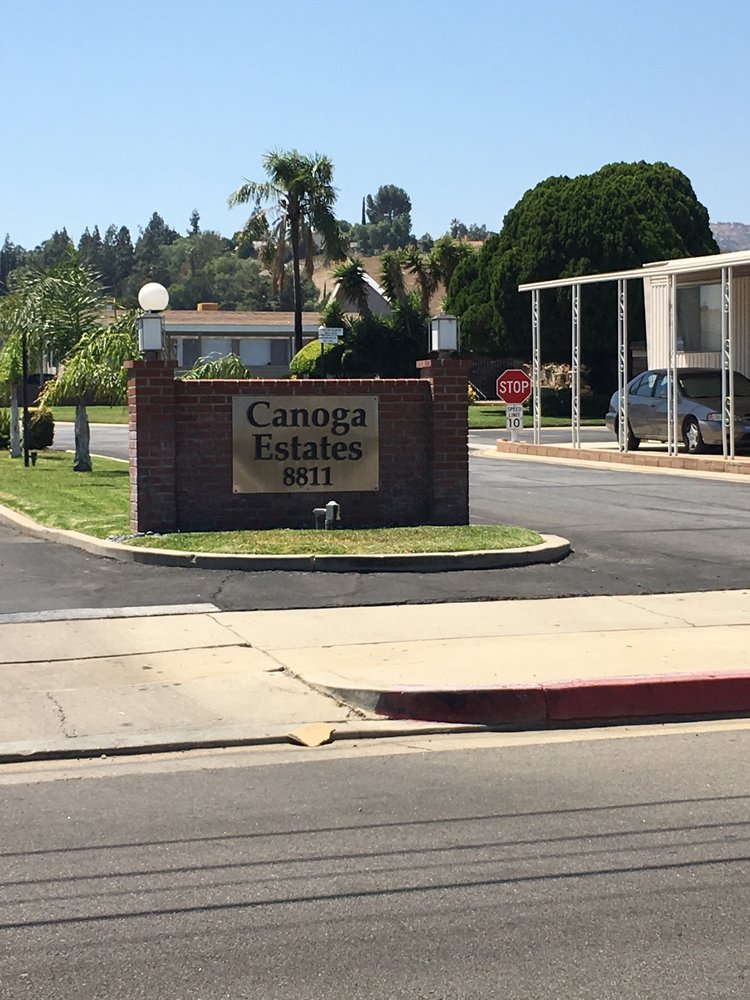 Canoga
Estates
8811
STOP
SPEED
LIMIT
10